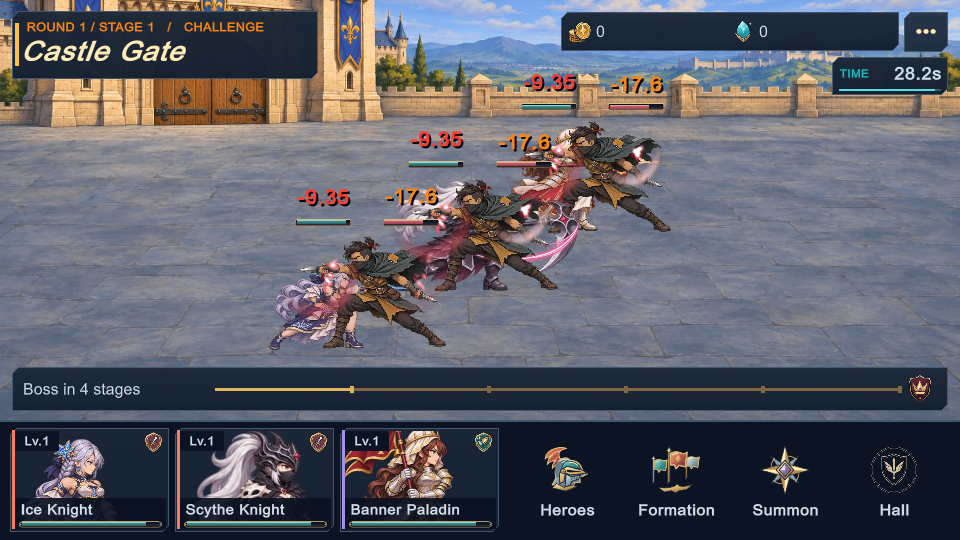 ROUND 1 / STAGE 1 / CHALLENGE
Castle Gate
0
0
TIME 28.2s
-9.35
-17.6
-9.35
-17.6
-9.35
-17.6
Boss in 4 stages
Lv.1
Ice Knight
Lv.1
Scythe Knight
Lv.1
Banner Paladin
Heroes
Formation
Summon
Hall